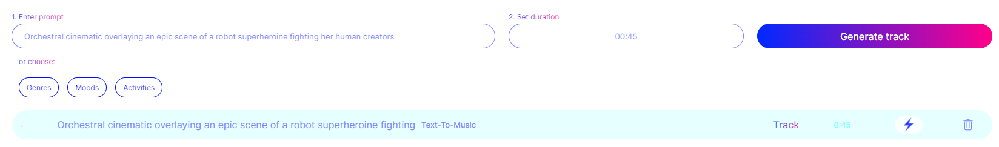 1. Enter prompt
2. Set duration
Orchestral cinematic overlaying an epic scene of a robot superheroine fighting her human creators
00:45
Generate track
or choose:
Genres
Moods
Activities
Orchestral cinematic overlaying an epic scene of a robot superheroine fighting Text-To-Music
Track
0:45